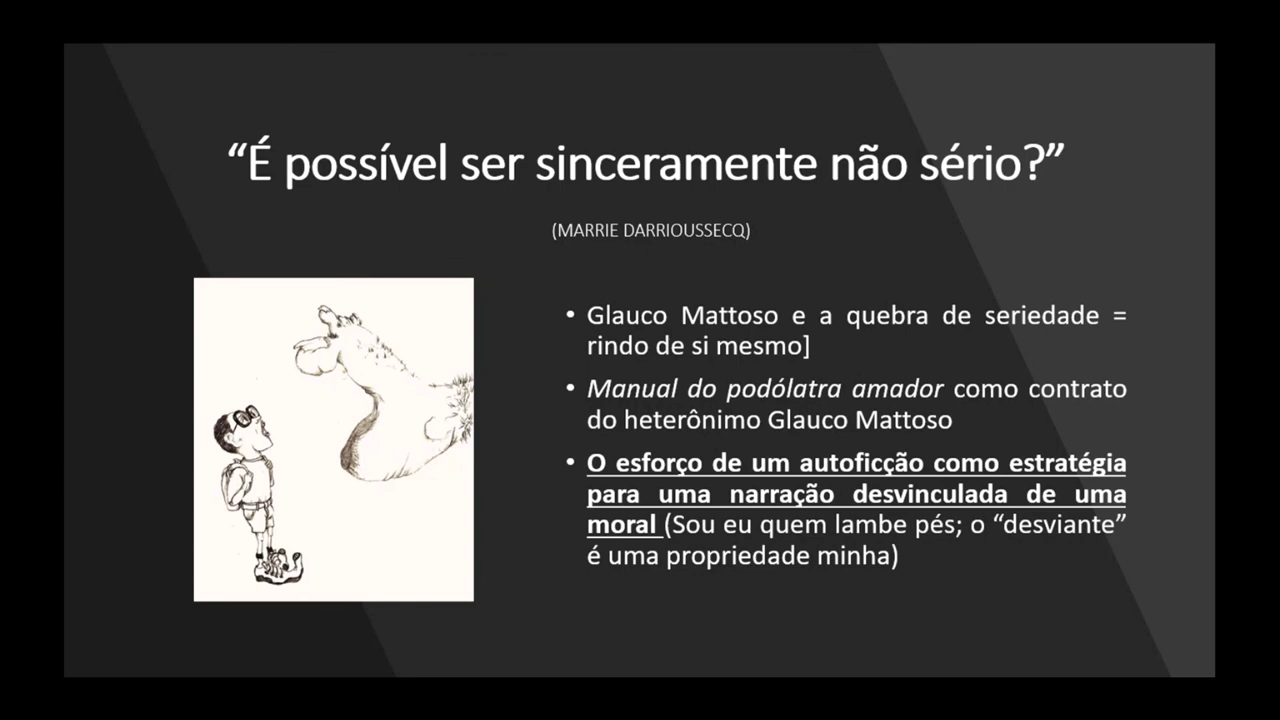 “É possível ser sinceramente não sério?”
(MARRIE DARRIOUSSECQ)
• Glauco Mattoso e a quebra de seriedade =
rindo de si mesmo]
• Manual do podólatra amador como contrato
do heterônimo Glauco Mattoso
• O esforço de um autoficção como estratégia
para uma narração desvinculada de uma
moral (Sou eu quem lambe pés; o “desviante”
é uma propriedade minha)